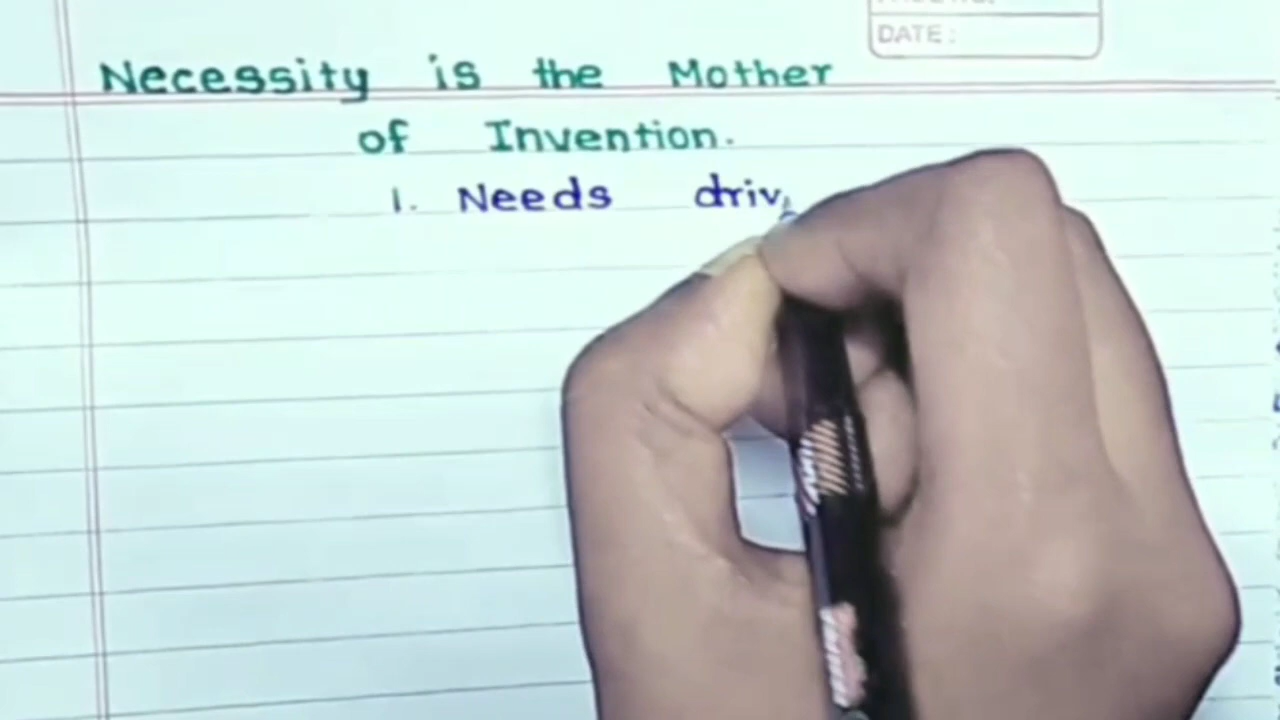 DATE :
Necessity is the Mother
of Invention.
1. Needs driv